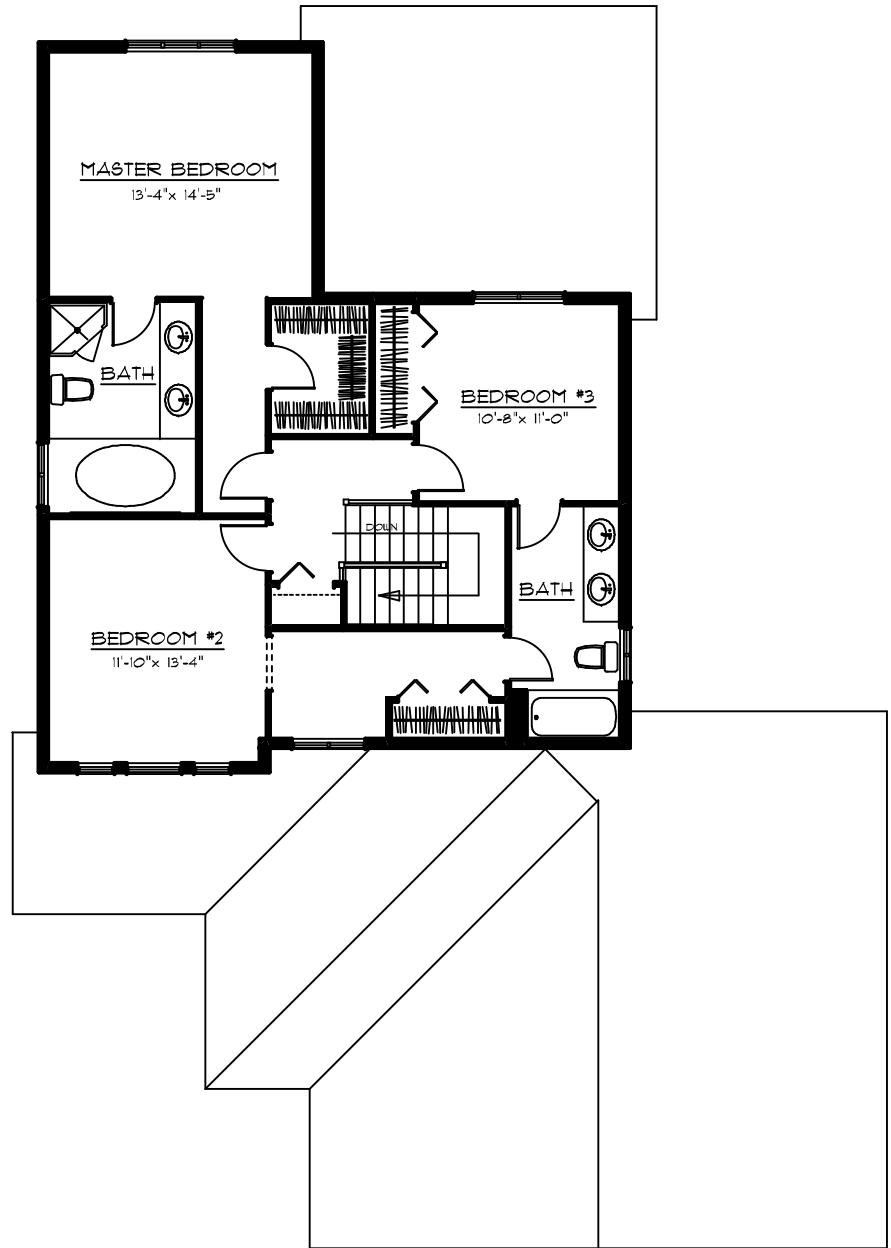 MASTER BEDROOM
13'-4"x 14'-5"
BATH
BEDROOM #3
10'-8"x 11'-0"
DOWN
BATH
BEDROOM #2
11'-10"x 13'-4"